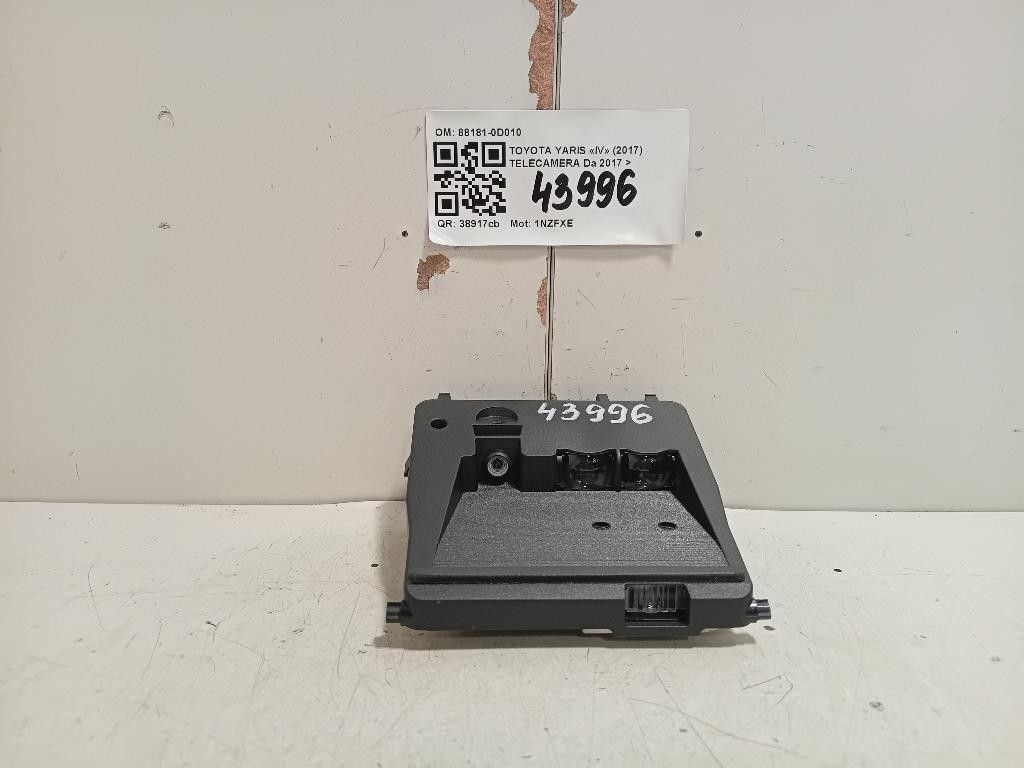 OM: 88181-0D010
TOYOTA YARIS «IV» (2017)
TELECAMERA Da 2017 >
43996
QR: 38917cb Mot: 1NZFXE
43996